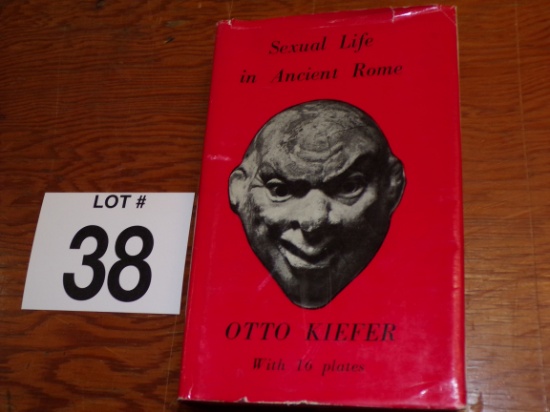 LOT #
38
Sexual Life
in Ancient Rome
OTTO KIEFER
With 16 plates